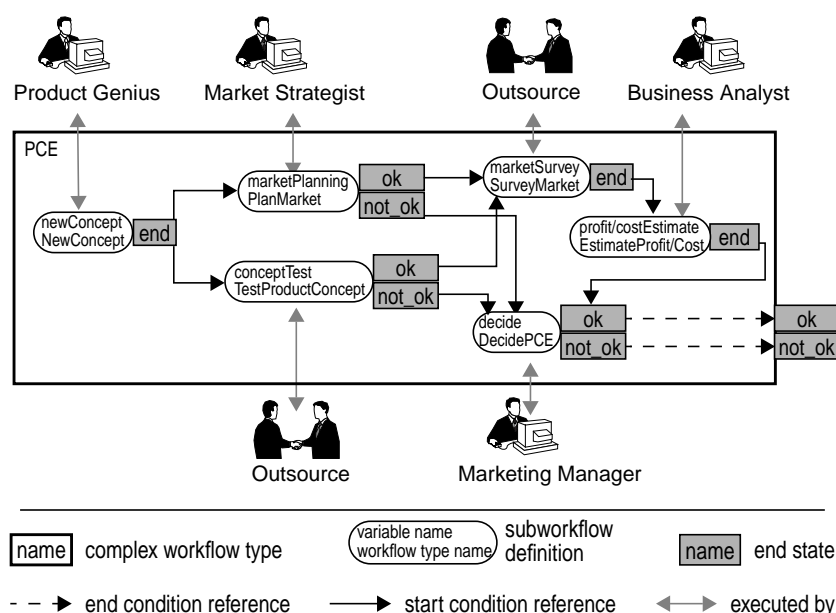 Product Genius
Market Strategist
Outsource
Business Analyst
PCE
marketPlanning
PlanMarket
ok
not_ok
marketSurvey
SurveyMarket
end
newConcept
NewConcept
end
profit/costEstimate
EstimateProfit/Cost
end
conceptTest
TestProductConcept
ok
not_ok
decide
DecidePCE
ok
not_ok
ok
not_ok
Outsource
Marketing Manager
name
complex workflow type
variable name
workflow type name
subworkflow
definition
name
end state
end condition reference
start condition reference
executed by